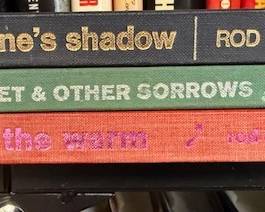 ne's shadow ROD
ET & OTHER SORROWS
the warm rod